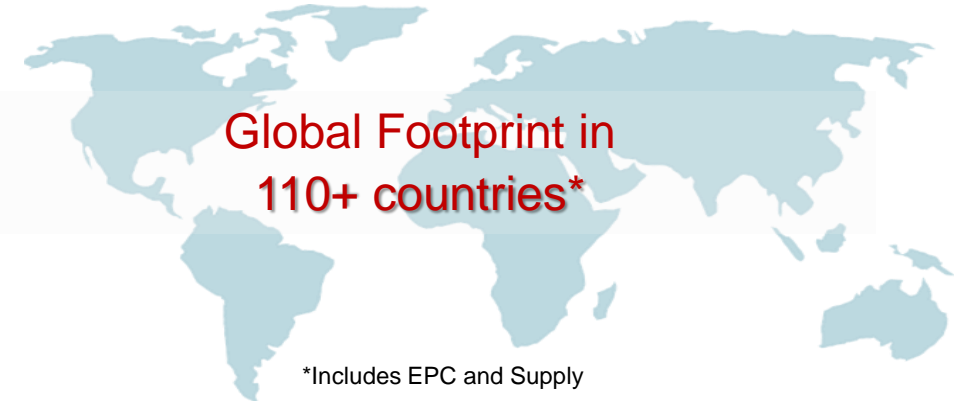 Global Footprint in
110+ countries*
*Includes EPC and Supply